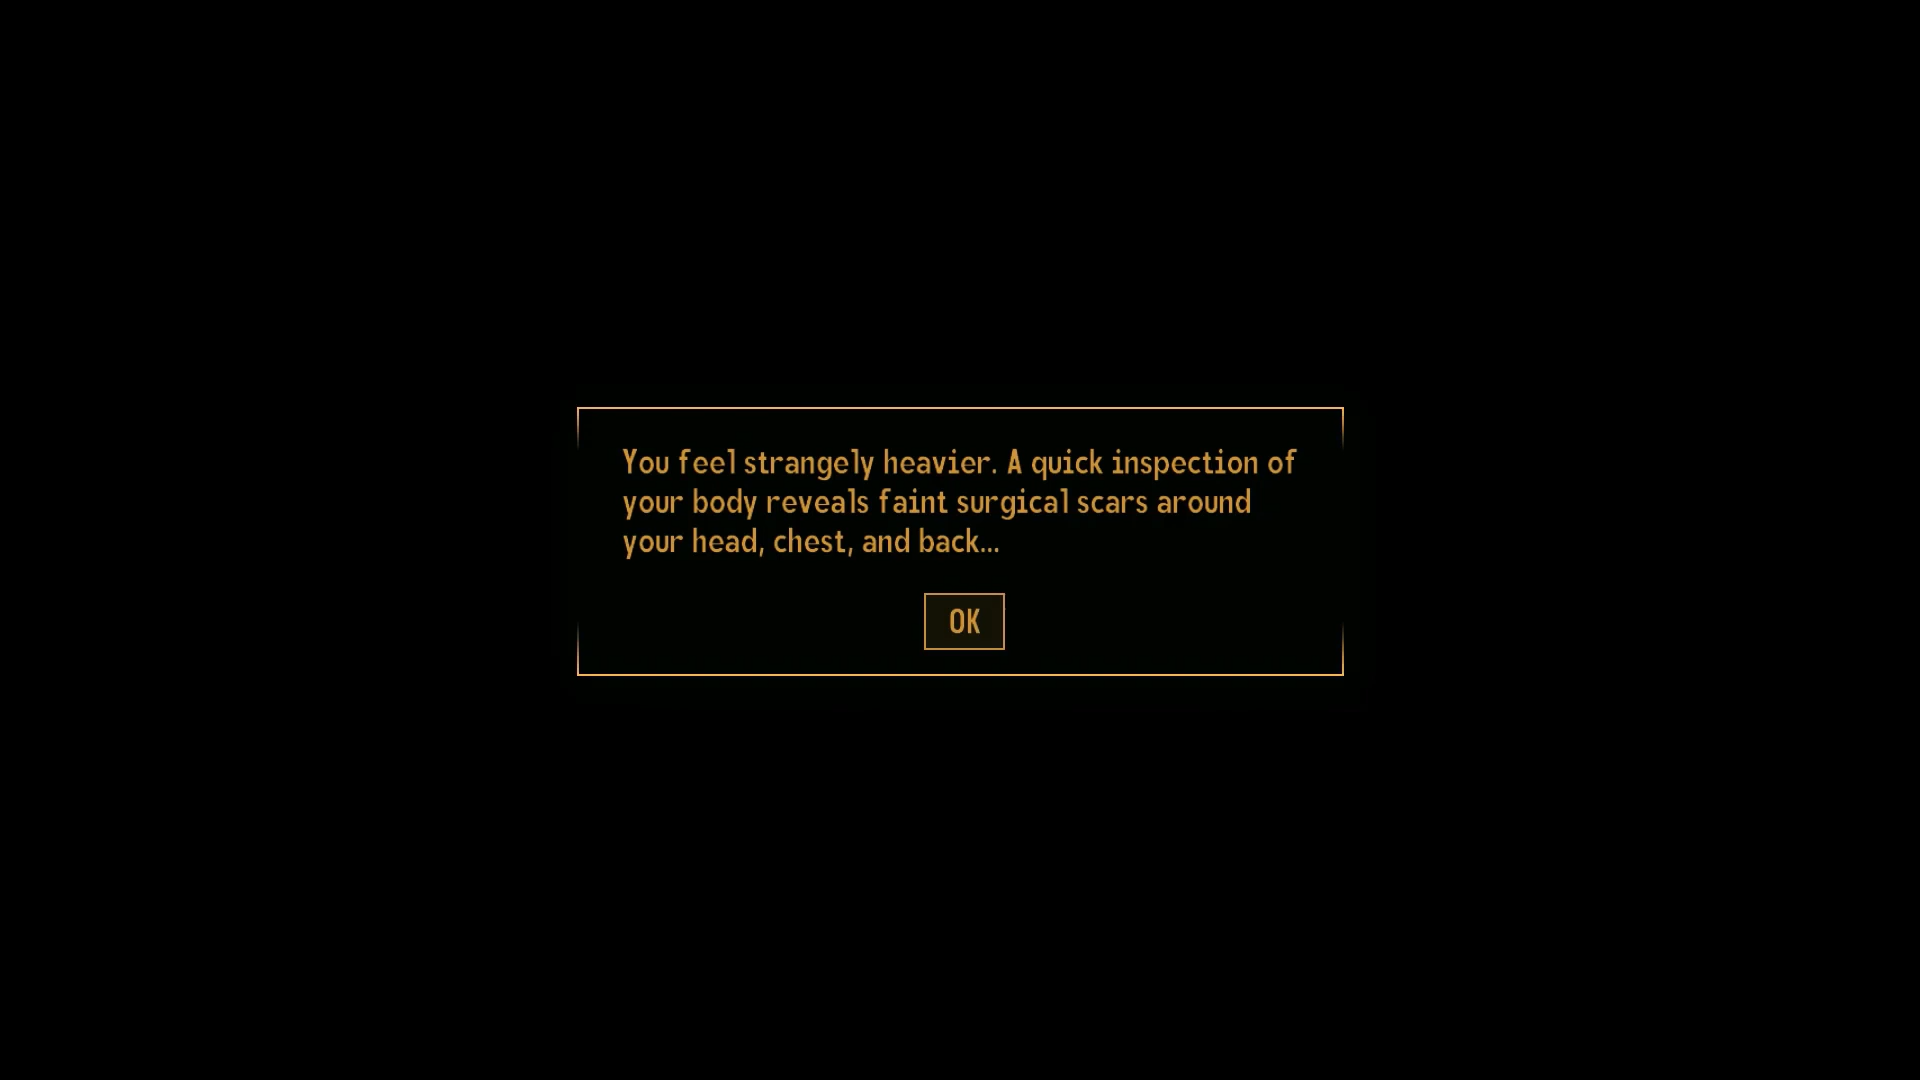 You feel strangely heavier. A quick inspection of
your body reveals faint surgical scars around
your head, chest, and back...
OK